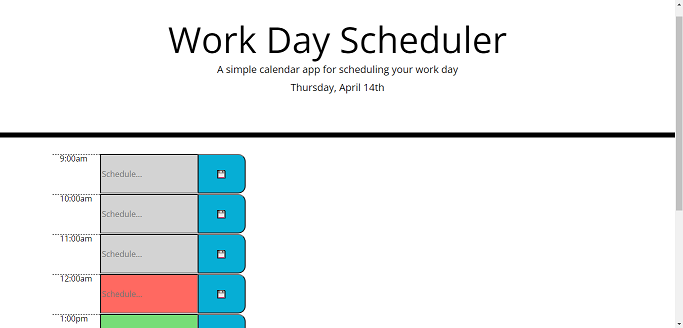 Work Day Scheduler
A simple calendar app for scheduling your work day
Thursday, April 14th
9:00am
Schedule...
10:00am
Schedule...
11:00am
Schedule...
12:00am
Schedule...
1:00pm